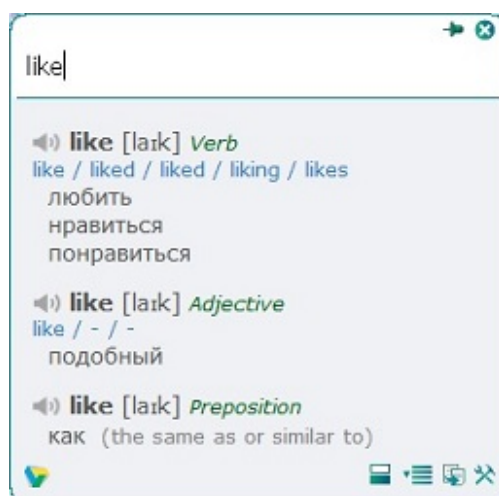 like
like [laɪk] Verb
like / liked / liked / liking / likes
любить
нравиться
понравиться
like [laɪk] Adjective
like / - / -
подобный
like [laɪk] Preposition
как (the same as or similar to)